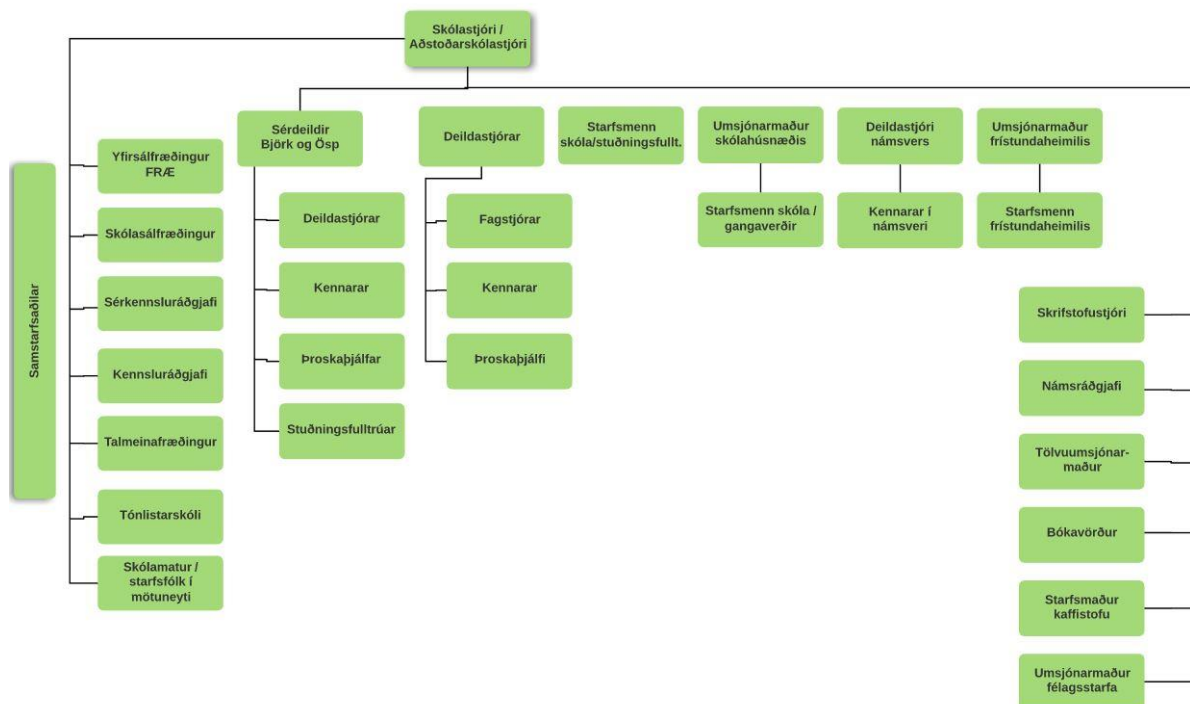 Skólastjóri /
Aðstoðarskólastjóri
Samstarfsaðilar
Yfirsálfræðingur
FRÆ
Skólasálfræðingur
Sérkennsluráðgjafi
Kennsluráðgjafi
Talmeinafræðingur
Tónlistarskóli
Skólamatur /
starfsfólk í
mötuneyti
Sérdeildir
Björk og Ösp
Deildastjórar
Kennarar
Þroskaþjálfar
Stuðningsfulltrúar
Deildastjórar
Fagstjórar
Kennarar
Þroskaþjálfi
Starfsmenn
skóla/stuðningsfullt.
Umsjónarmaður
skólahúsnæðis
Starfsmenn skóla /
gangaverðir
Deildastjóri
námsvers
Kennarar í
námsveri
Umsjónarmaður
frístundaheimilis
Starfsmenn
frístundaheimilis
Skrifstofustjóri
Námsráðgjafi
Tölvuumsjónar-
maður
Bókavörður
Starfsmaður
kaffistofu
Umsjónarmaður
félagsstarfa